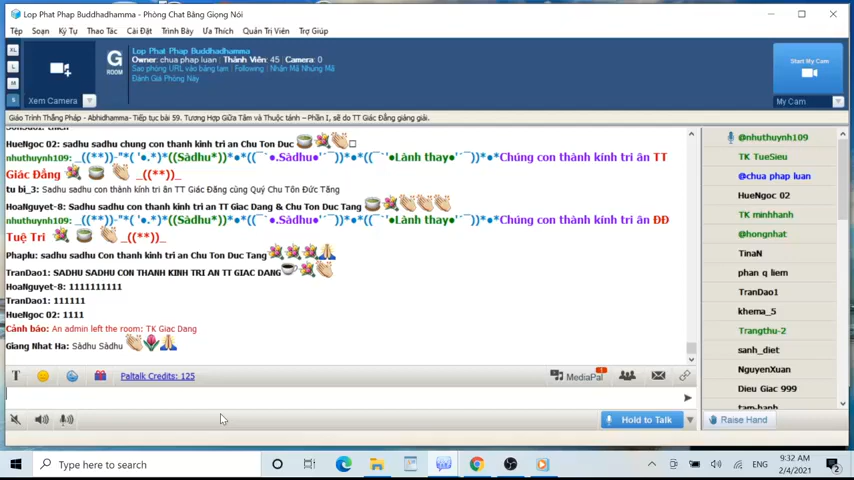 Lop Phat Phap Buddhadhamma - Phòng Chat Bằng Giọng Nói
Tệp Soạn Ký Tự Thao Tác Cài Đặt Trình Bày Ưa Thích Quản Trị Viên Trợ Giúp
XL
L
M
S
Xem Camera
G
ROOM
Lop Phat Phap Buddhadhamma
Owner: chua phap luan | Thành Viên: 45 | Camera: 0
Sao phỏng URL vào bảng tạm | Following | Nhận Mã Nhúng Mã
Đánh Giá Phòng Này
Start My Cam
My Cam
Giáo Trình Thắng Pháp - Abhidhamma - Tiếp tục bài 59. Tương Hợp Giữa Tâm và Thuộc tánh - Phần I, sẽ do TT Giác Đẳng giảng giải.
HueNgoc 02: sadhu sadhu chung con thanh kinh tri an Chu Ton Duc
nhuthuynh109: _((**))-"*( '●.●)*((Sàdhu*))*●*((¯`●.Sàdhu●'´¯))*●*((¯`●Lành thay●'´¯))*●*Chúng con thành kính tri ân TT
Giác Đẳng _((**))_
tu bi_3: Sadhu sadhu con thành kính tri ân TT Giác Đẳng cùng Quý Chư Tôn Đức Tăng
HoaNguyet-8: Sadhu sadhu con thanh kinh tri an TT Giac Dang & Chu Ton Duc Tang
nhuthuynh109: _((**))-"*( '●.●)*((Sàdhu*))*●*((¯`●.Sàdhu●'´¯))*●*((¯`●Lành thay●'´¯))*●*Chúng con thành kính tri ân ĐĐ
Tuệ Tri _((**))_
Phaplu: sadhu sadhu Con thanh kinh tri an Chu Ton Duc Tang
TranDao1: SADHU SADHU CON THANH KINH TRI AN TT GIAC DANG
HoaNguyet-8: 1111111111
TranDao1: 111111
HueNgoc 02: 1111
Cảnh báo: An admin left the room: TK Giac Dang
Giang Nhat Ha: Sàdhu Sàdhu
@nhuthuynh109
TK TueSieu
@chua phap luan
HueNgoc 02
TK minhhanh
@hongnhat
TinaN
phan q liem
TranDao1
khema_5
Trangthu-2
sanh_diet
NguyenXuan
Dieu Giac 999
tam-hanh
T Paltalk Credits: 125 MediaPal 1
Hold to Talk Raise Hand
Type here to search
ENG
9:32 AM
2/4/2021
2